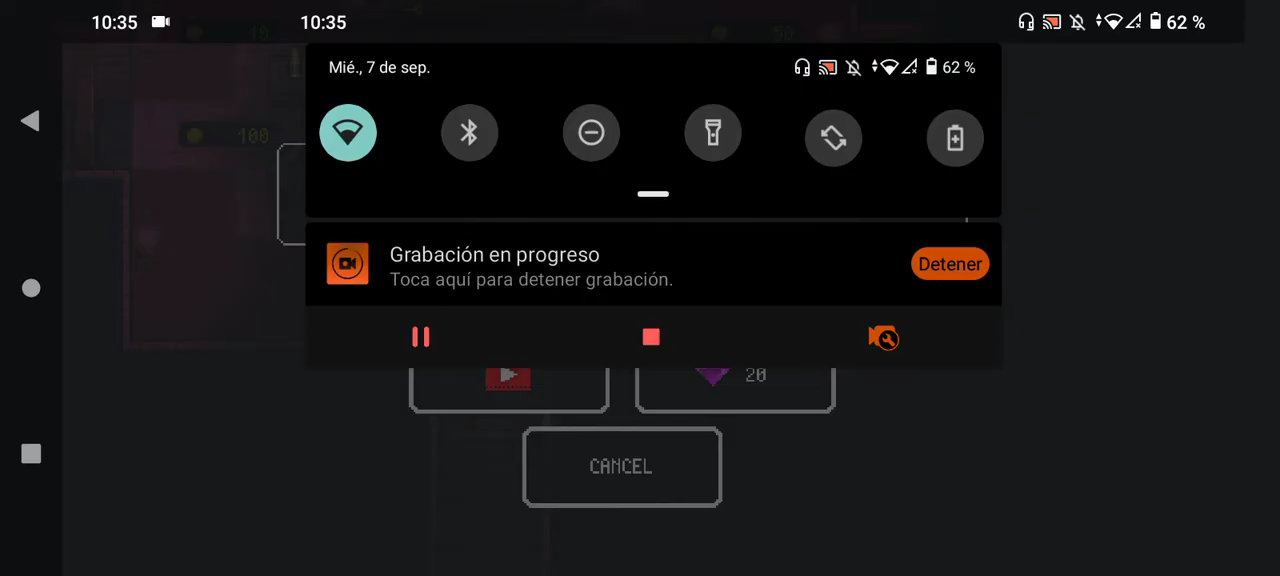 10:35
10:35
62 %
Mié., 7 de sep.
62 %
100
Grabación en progreso
Toca aquí para detener grabación.
Detener
20
CANCEL